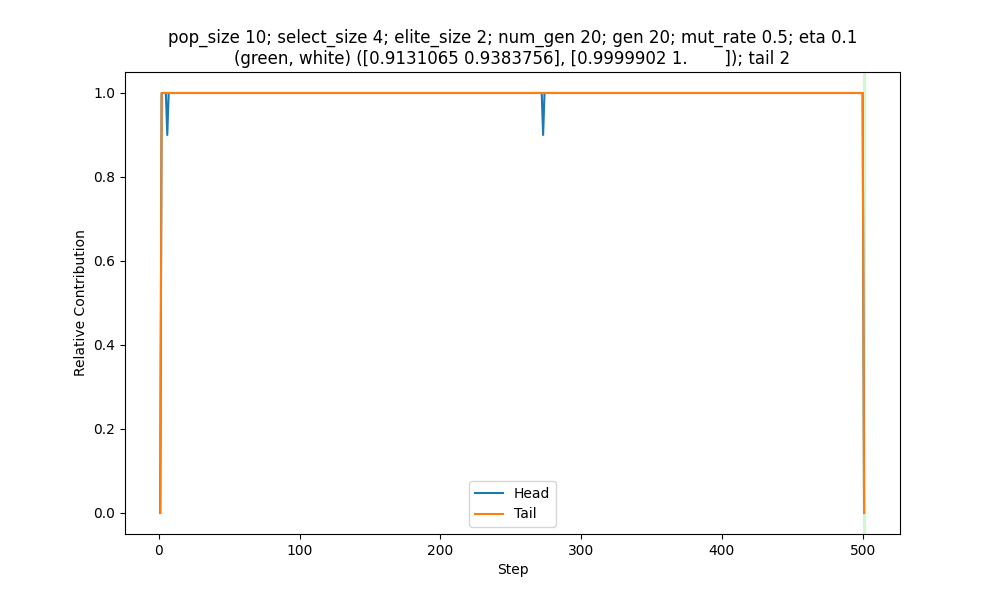 pop_size 10; select_size 4; elite_size 2; num_gen 20; gen 20; mut_rate 0.5; eta 0.1
(green, white) ([0.9131065 0.9383756], [0.9999902 1.       ]); tail 2
1.0
0.8
0.6
0.4
0.2
0.0
Relative Contribution
Head
Tail
0
100
200
300
400
500
Step